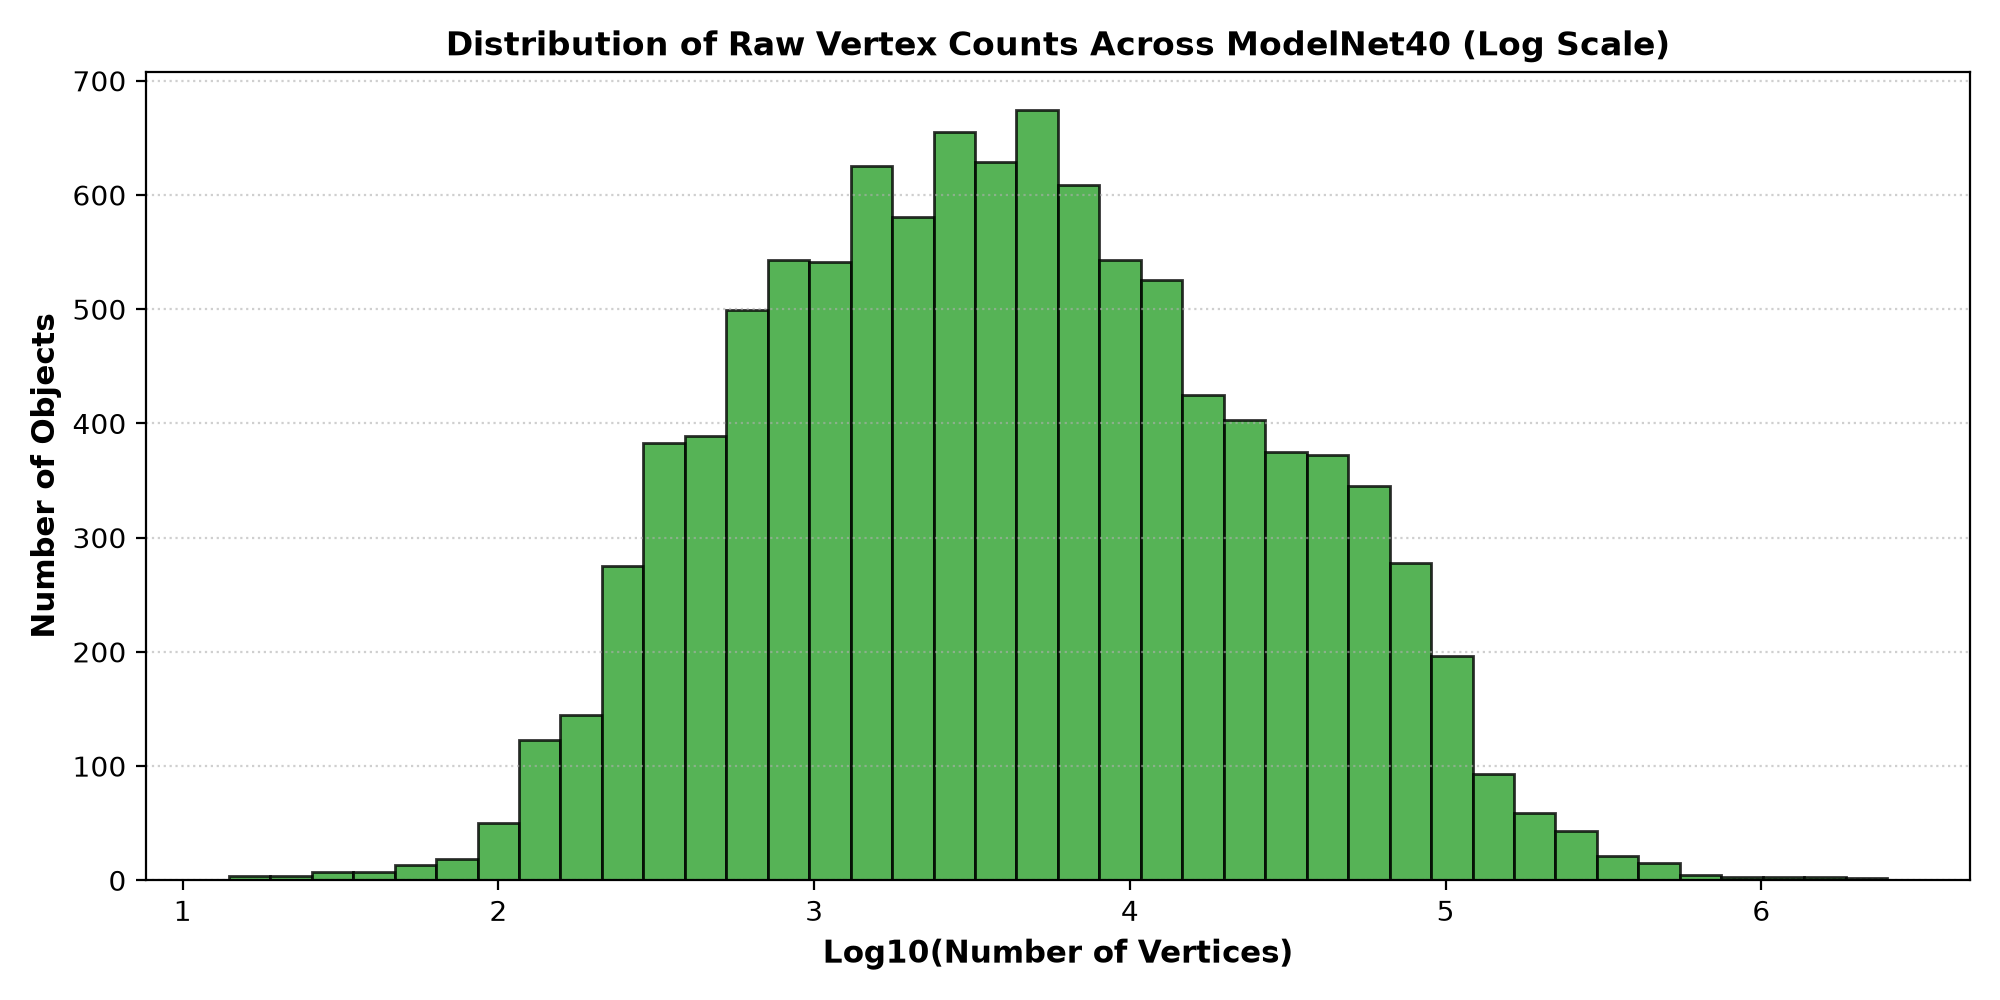 Distribution of Raw Vertex Counts Across ModelNet40 (Log Scale)
700
600
500
400
300
200
100
0
Number of Objects
1 2 3 4 5 6
Log10(Number of Vertices)